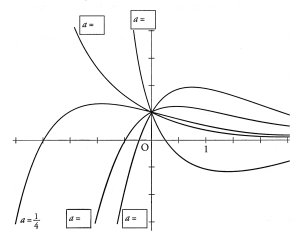 a =
a =
O
1
a = 1/4
a =
a =